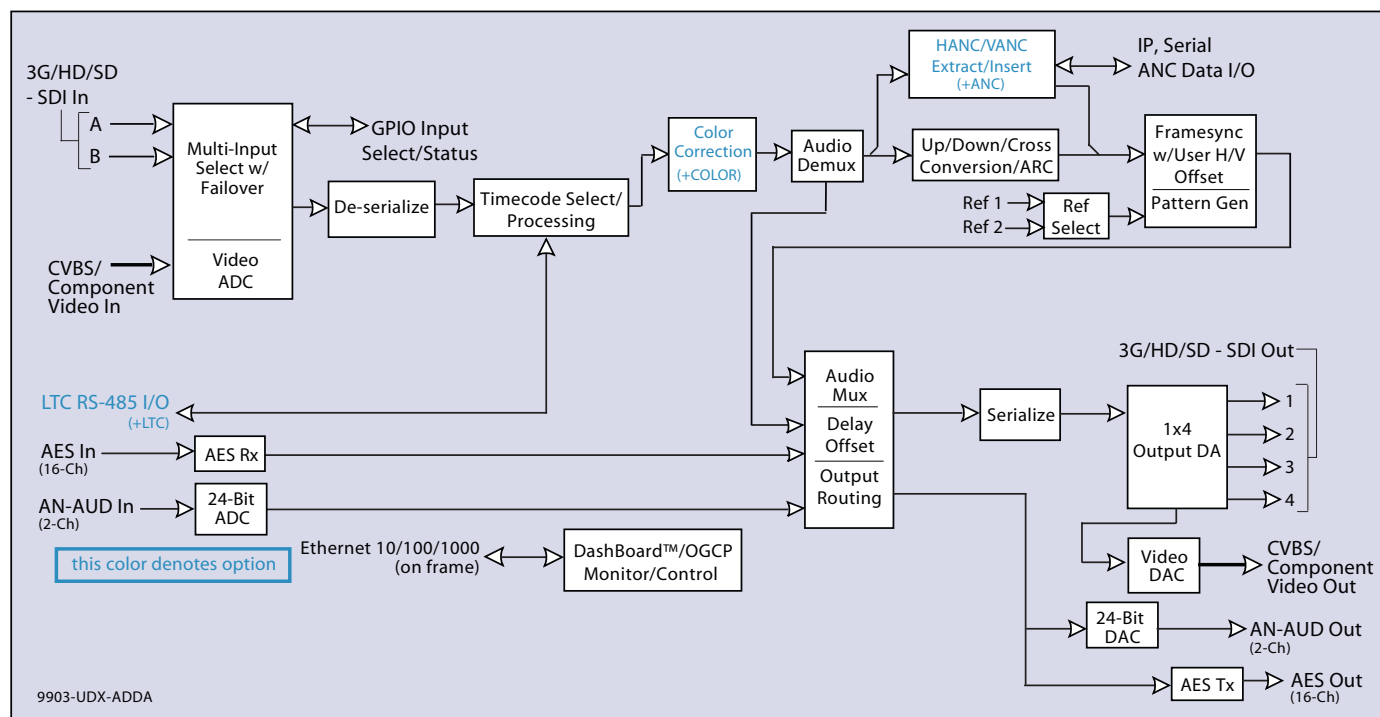 3G/HD/SD
- SDI In
A
B
Multi-Input
Select w/
Failover
Video
ADC
GPIO Input
Select/Status
CVBS/
Component
Video In
De-serialize
Timecode Select/
Processing
Color
Correction
(+COLOR)
Audio
Demux
HANC/VANC
Extract/Insert
(+ANC)
IP, Serial
ANC Data I/O
Up/Down/Cross
Conversion/ARC
Ref 1
Ref 2
Ref
Select
Framesync
w/User H/V
Offset
Pattern Gen
LTC RS-485 I/O
(+LTC)
AES In
(16-Ch)
AES Rx
AN-AUD In
(2-Ch)
24-Bit
ADC
this color denotes option
Ethernet 10/100/1000
(on frame)
DashBoard™/OGCP
Monitor/Control
Audio
Mux
Delay
Offset
Output
Routing
Serialize
3G/HD/SD - SDI Out
1x4
Output DA
1
2
3
4
Video
DAC
CVBS/
Component
Video Out
24-Bit
DAC
AN-AUD Out
(2-Ch)
AES Tx
AES Out
(16-Ch)
9903-UDX-ADDA